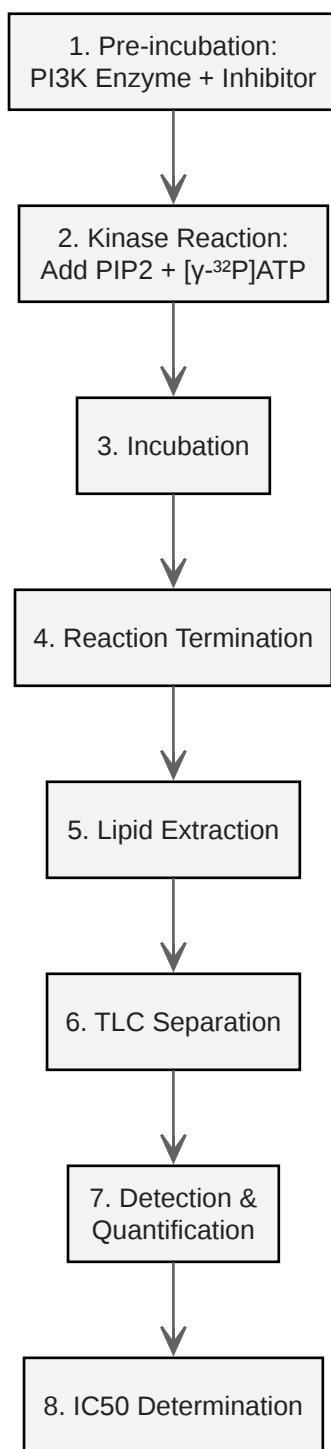 1. Pre-incubation:
PI3K Enzyme + Inhibitor
2. Kinase Reaction:
Add PIP2 + [γ-³²P]ATP
3. Incubation
4. Reaction Termination
5. Lipid Extraction
6. TLC Separation
7. Detection &
Quantification
8. IC50 Determination